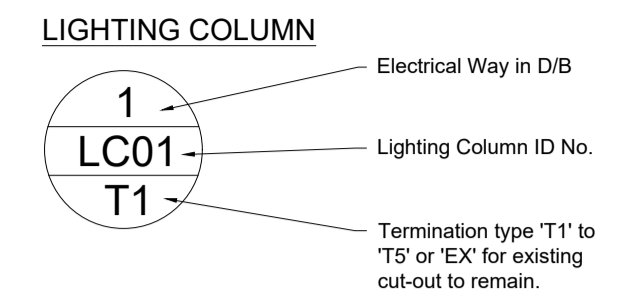 LIGHTING COLUMN
1
Electrical Way in D/B
LC01
Lighting Column ID No.
T1
Termination type 'T1' to
'T5' or 'EX' for existing
cut-out to remain.